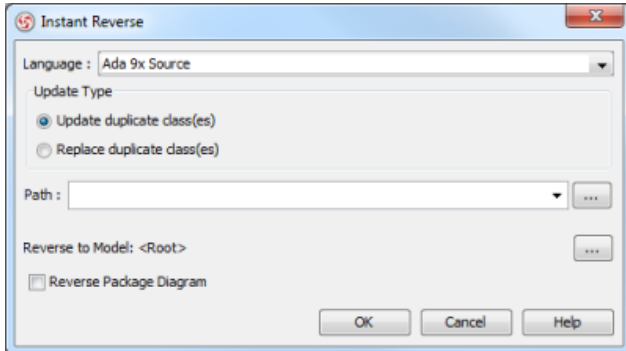 Instant Reverse
Language : Ada 9x Source
Update Type
Update duplicate class(es)
Replace duplicate class(es)
Path : ...
Reverse to Model: <Root> ...
Reverse Package Diagram
OK Cancel Help